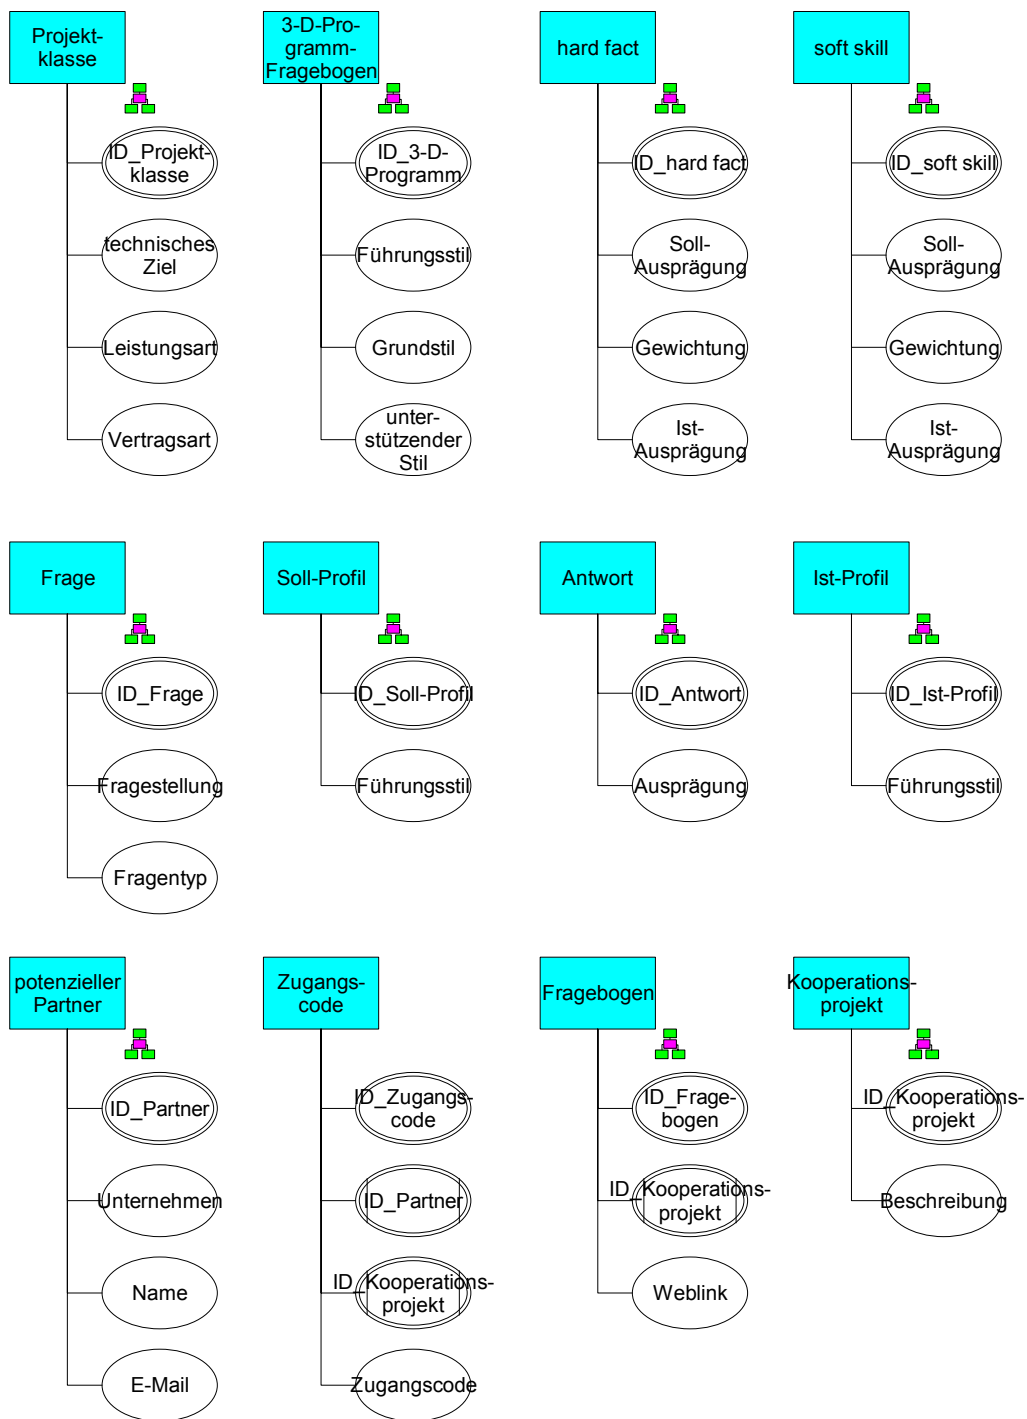 Projekt-
klasse
ID_Projekt-
klasse
technisches
Ziel
Leistungsart
Vertragsart
3-D-Pro-
gramm-
Fragebogen
ID_3-D-
Programm
Führungsstil
Grundstil
unter-
stützender
Stil
hard fact
ID_hard fact
Soll-
Ausprägung
Gewichtung
Ist-
Ausprägung
soft skill
ID_soft skill
Soll-
Ausprägung
Gewichtung
Ist-
Ausprägung
Frage
ID_Frage
Fragestellung
Fragentyp
Soll-Profil
ID_Soll-Profil
Führungsstil
Antwort
ID_Antwort
Ausprägung
Ist-Profil
ID_Ist-Profil
Führungsstil
potenzieller
Partner
ID_Partner
Unternehmen
Name
E-Mail
Zugangs-
code
ID_Zugangs-
code
ID_Partner
ID_Kooperations-
projekt
Zugangscode
Fragebogen
ID_Frage-
bogen
ID_Kooperations-
projekt
Weblink
Kooperations-
projekt
ID_Kooperations-
projekt
Beschreibung